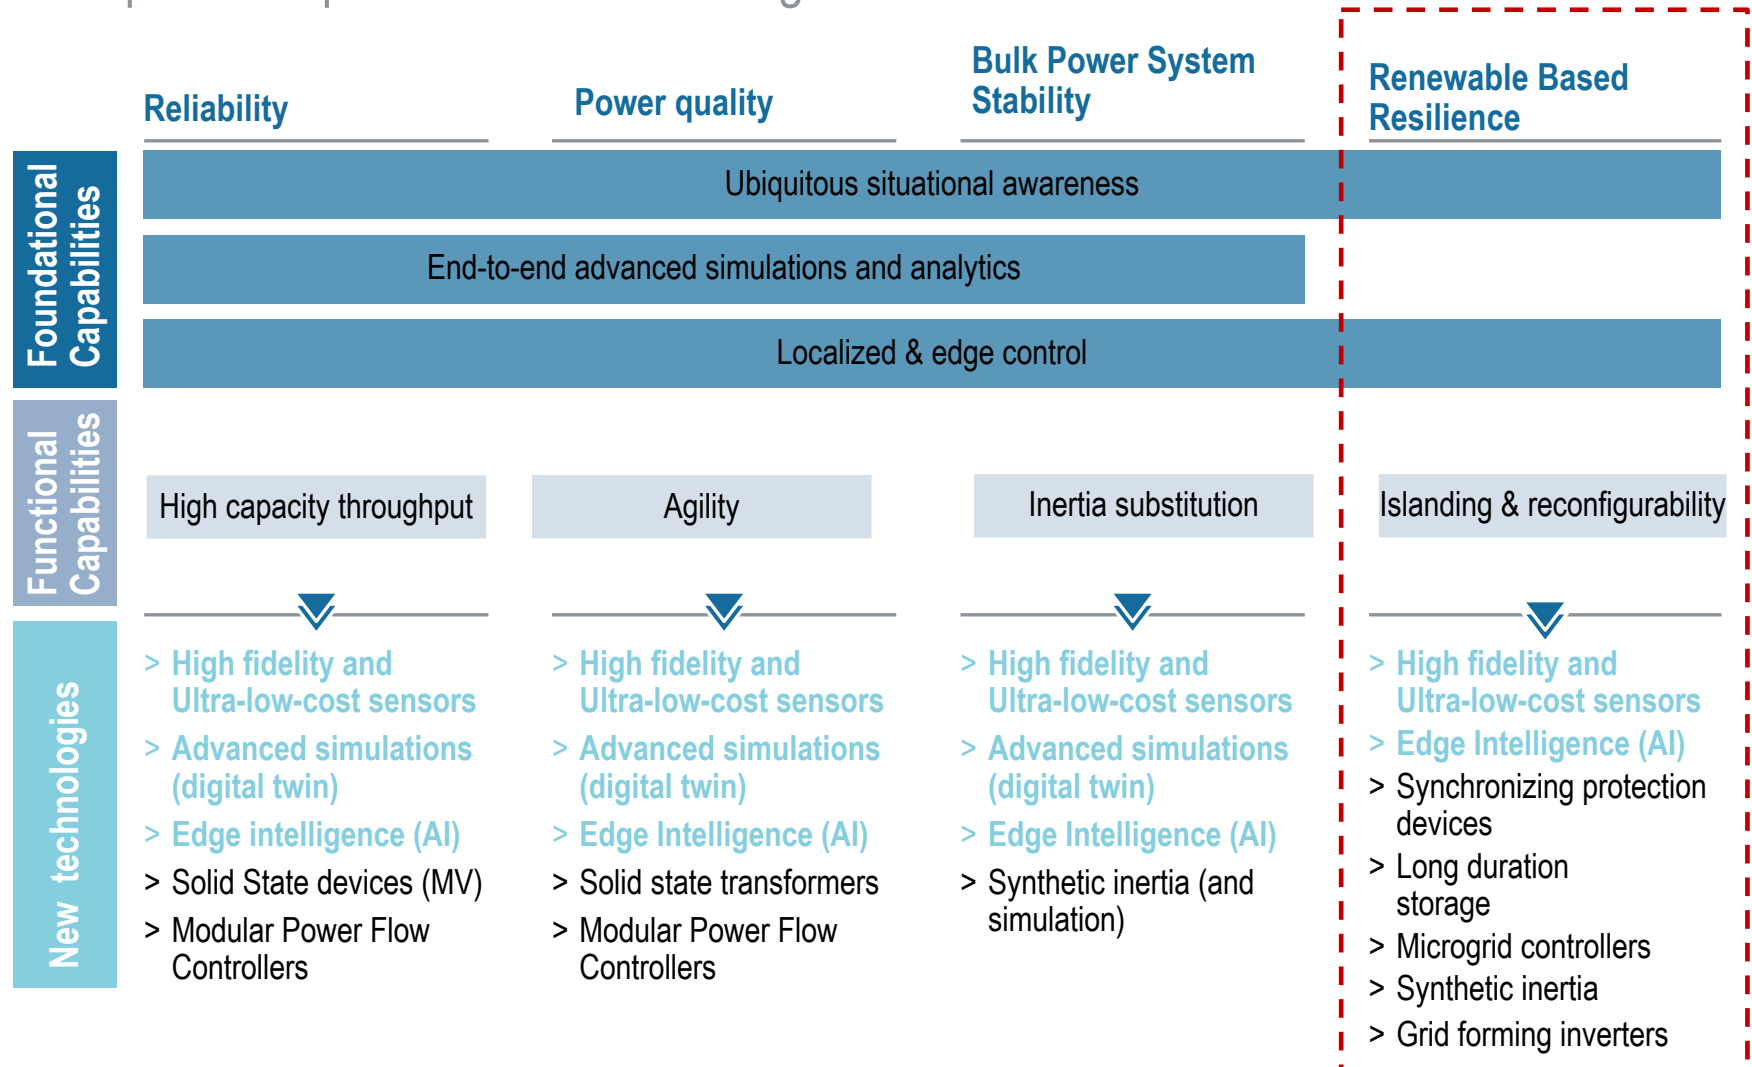 Reliability
Power quality
Bulk Power System
Stability
Renewable Based
Resilience
Foundational
Capabilities
Ubiquitous situational awareness
End-to-end advanced simulations and analytics
Localized & edge control
Functional
Capabilities
High capacity throughput
Agility
Inertia substitution
Islanding & reconfigurability
New technologies
> High fidelity and
Ultra-low-cost sensors
> Advanced simulations
(digital twin)
> Edge intelligence (AI)
> Solid State devices (MV)
> Modular Power Flow
Controllers
> High fidelity and
Ultra-low-cost sensors
> Advanced simulations
(digital twin)
> Edge Intelligence (AI)
> Solid state transformers
> Modular Power Flow
Controllers
> High fidelity and
Ultra-low-cost sensors
> Advanced simulations
(digital twin)
> Edge Intelligence (AI)
> Synthetic inertia (and
simulation)
> High fidelity and
Ultra-low-cost sensors
> Edge Intelligence (AI)
> Synchronizing protection
devices
> Long duration
storage
> Microgrid controllers
> Synthetic inertia
> Grid forming inverters